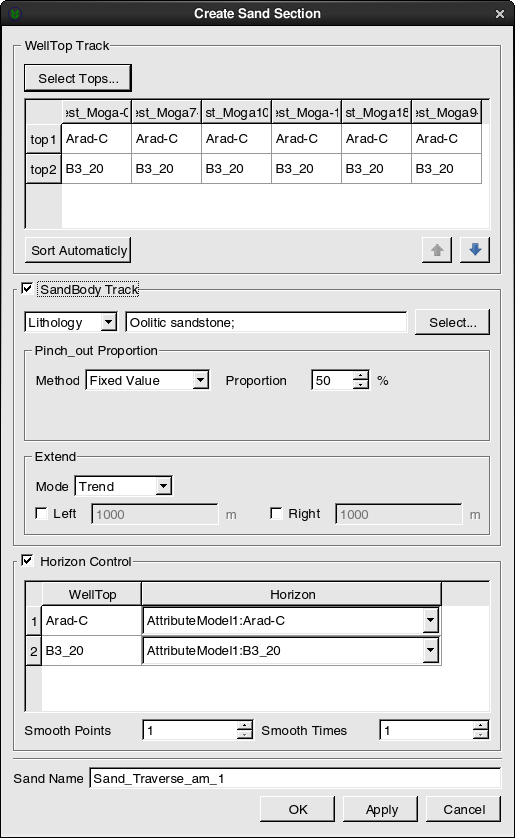 Create Sand Section
WellTop Track
Select Tops...
est_Moga-0 est_Moga7- st_Moga10 est_Moga-1 st_Moga18 est_Moga9-
top1 Arad-C Arad-C Arad-C Arad-C Arad-C Arad-C
top2 B3_20 B3_20 B3_20 B3_20 B3_20 B3_20
Sort Automaticly
SandBody Track
Lithology Oolitic sandstone; Select...
Pinch_out Proportion
Method Fixed Value Proportion 50 %
Extend
Mode Trend
Left 1000 m Right 1000 m
Horizon Control
WellTop Horizon
1 Arad-C AttributeModel1:Arad-C
2 B3_20 AttributeModel1:B3_20
Smooth Points 1 Smooth Times 1
Sand Name Sand_Traverse_am_1
OK Apply Cancel